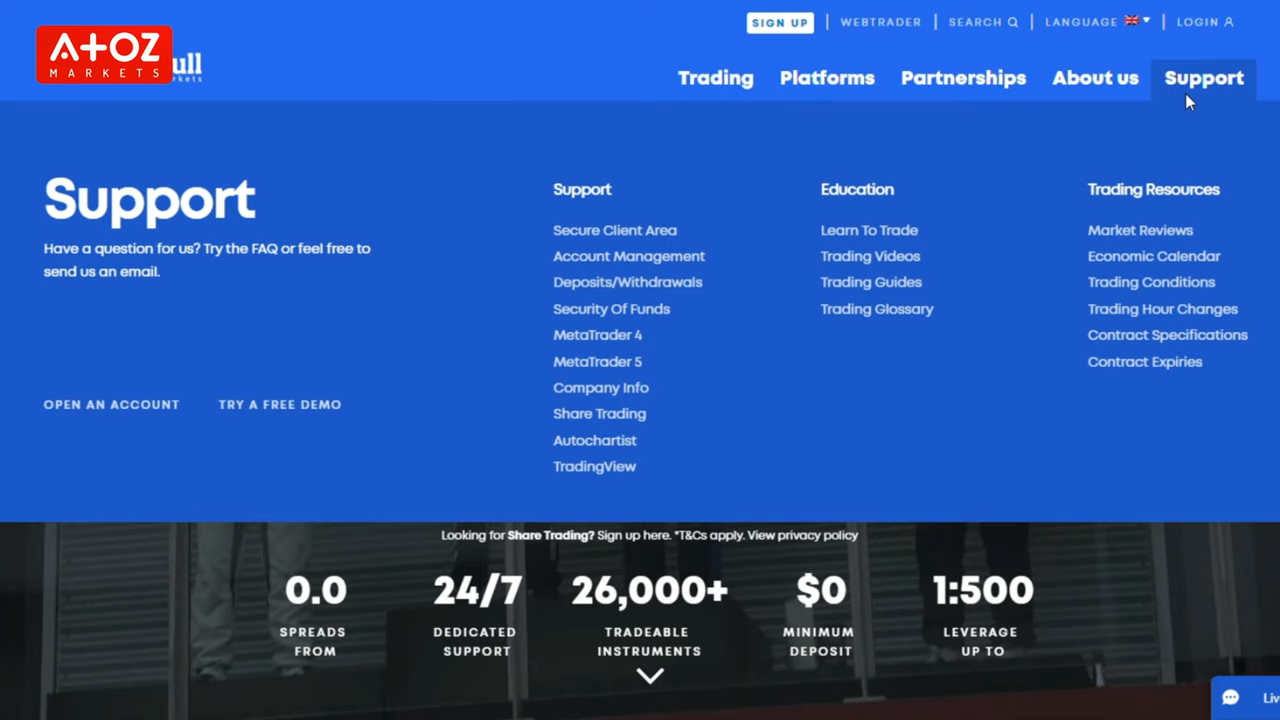 A+OZ
MARKETS
ull
rkets
SIGN UP
WEBTRADER
SEARCH
LANGUAGE
LOGIN
Trading
Platforms
Partnerships
About us
Support
Support
Have a question for us? Try the FAQ or feel free to
send us an email.
OPEN AN ACCOUNT
TRY A FREE DEMO
Support
Secure Client Area
Account Management
Deposits/Withdrawals
Security Of Funds
MetaTrader 4
MetaTrader 5
Company Info
Share Trading
Autochartist
TradingView
Education
Learn To Trade
Trading Videos
Trading Guides
Trading Glossary
Trading Resources
Market Reviews
Economic Calendar
Trading Conditions
Trading Hour Changes
Contract Specifications
Contract Expiries
Looking for Share Trading? Sign up here. *T&Cs apply. View privacy policy
0.0
SPREADS
FROM
24/7
DEDICATED
SUPPORT
26,000+
TRADEABLE
INSTRUMENTS
$0
MINIMUM
DEPOSIT
1:500
LEVERAGE
UP TO
Liv